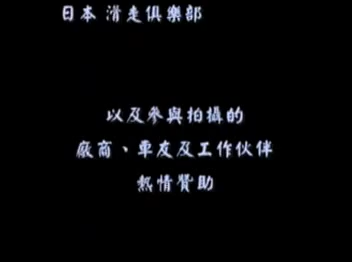 日本 滑走俱樂部
以及參與拍攝的
廠商、車友及工作伙伴
熱情贊助